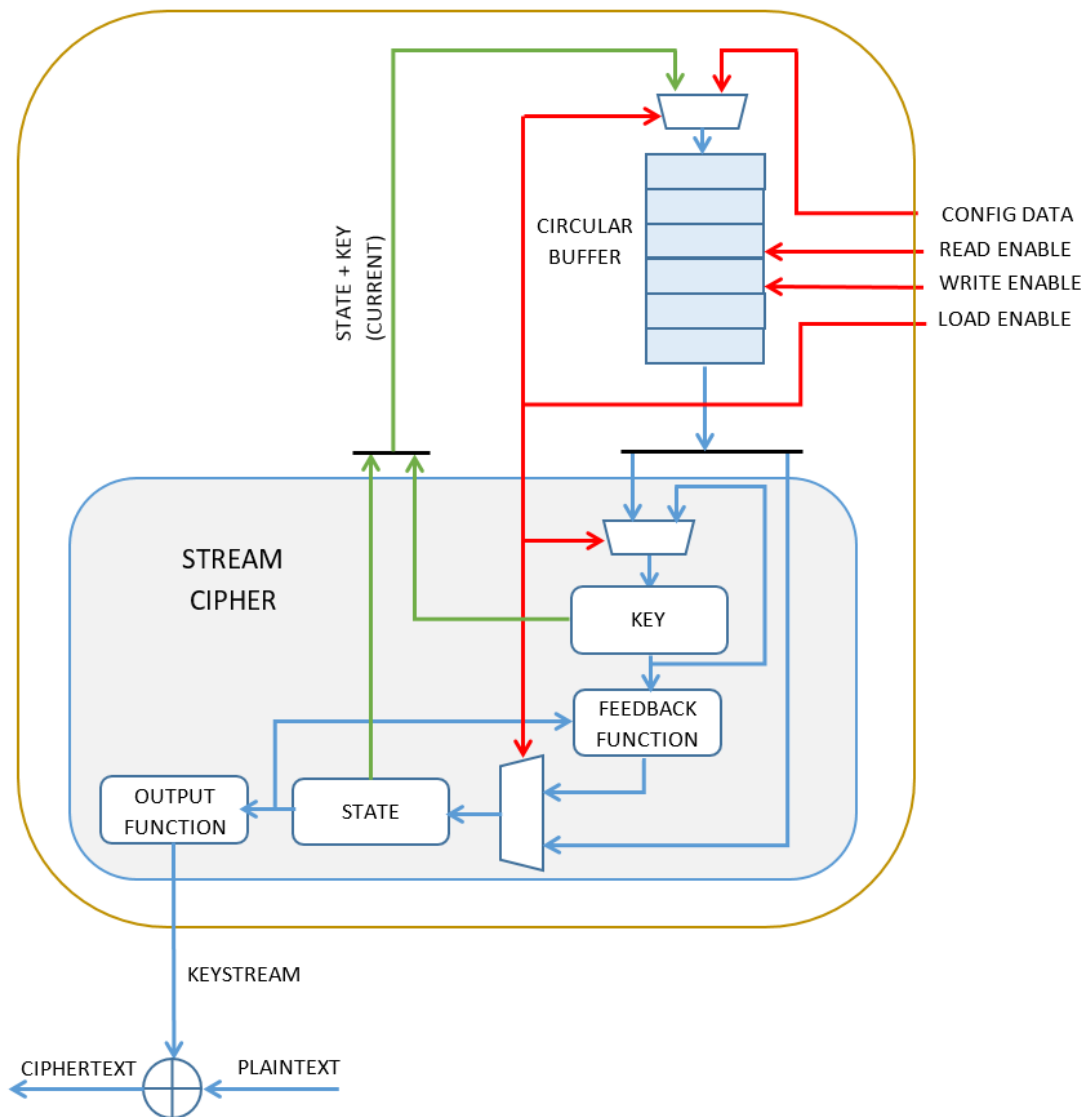 CIRCULAR
BUFFER
STATE + KEY
(CURRENT)
CONFIG DATA
READ ENABLE
WRITE ENABLE
LOAD ENABLE
STREAM
CIPHER
KEY
FEEDBACK
FUNCTION
OUTPUT
FUNCTION
STATE
KEYSTREAM
CIPHERTEXT
PLAINTEXT